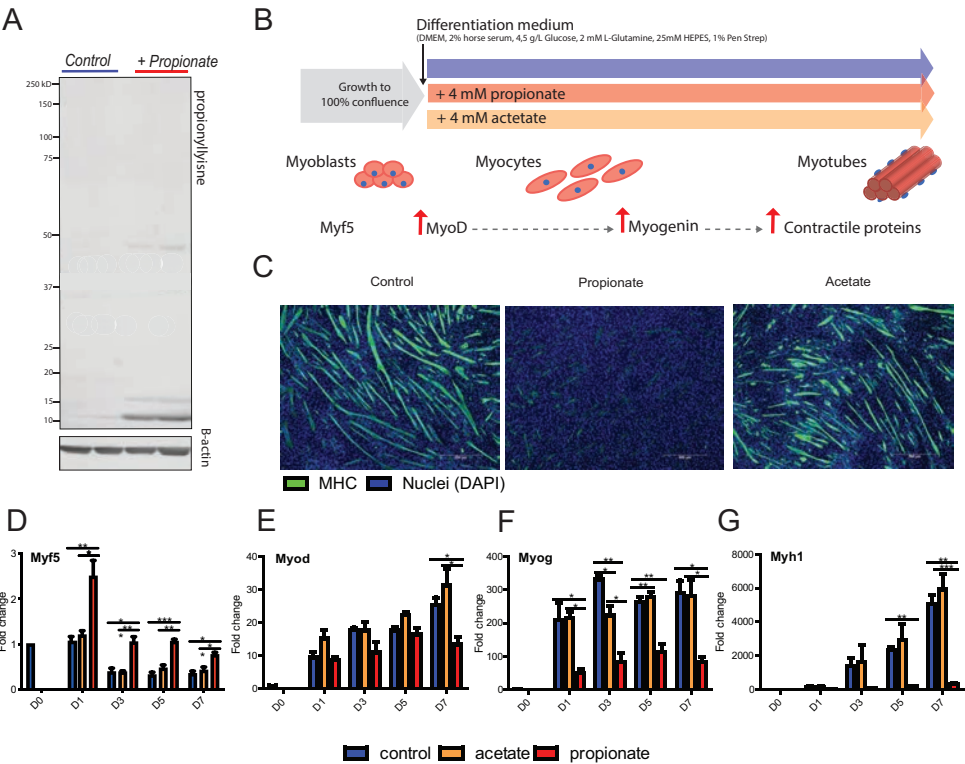 A
Control
+ Propionate
250 kD
150
100
75
50
37
25
20
15
10
propionyllyisne
B-actin
B
Differentiation medium
(DMEM, 2% horse serum, 4,5 g/L Glucose, 2 mM L-Glutamine, 25mM HEPES, 1% Pen Strep)
Growth to
100% confluence
+ 4 mM propionate
+ 4 mM actetate
Myoblasts
Myocytes
Myotubes
Myf5
MyoD
Myogenin
Contractile proteins
C
Control
Propionate
Acetate
MHC
Nuclei (DAPI)
D
Myf5
Fold change
3
2
1
0
D0
D1
D3
D5
D7
**
*
*
**
*
***
**
*
*
*
E
Myod
Fold change
40
30
20
10
0
D0
D1
D3
D5
D7
*
*
F
Myog
Fold change
400
300
200
100
0
D0
D1
D3
D5
D7
*
*
**
*
*
**
**
*
*
G
Myh1
Fold change
8000
6000
4000
2000
0
D0
D1
D3
D5
D7
**
**
***
control
acetate
propionate